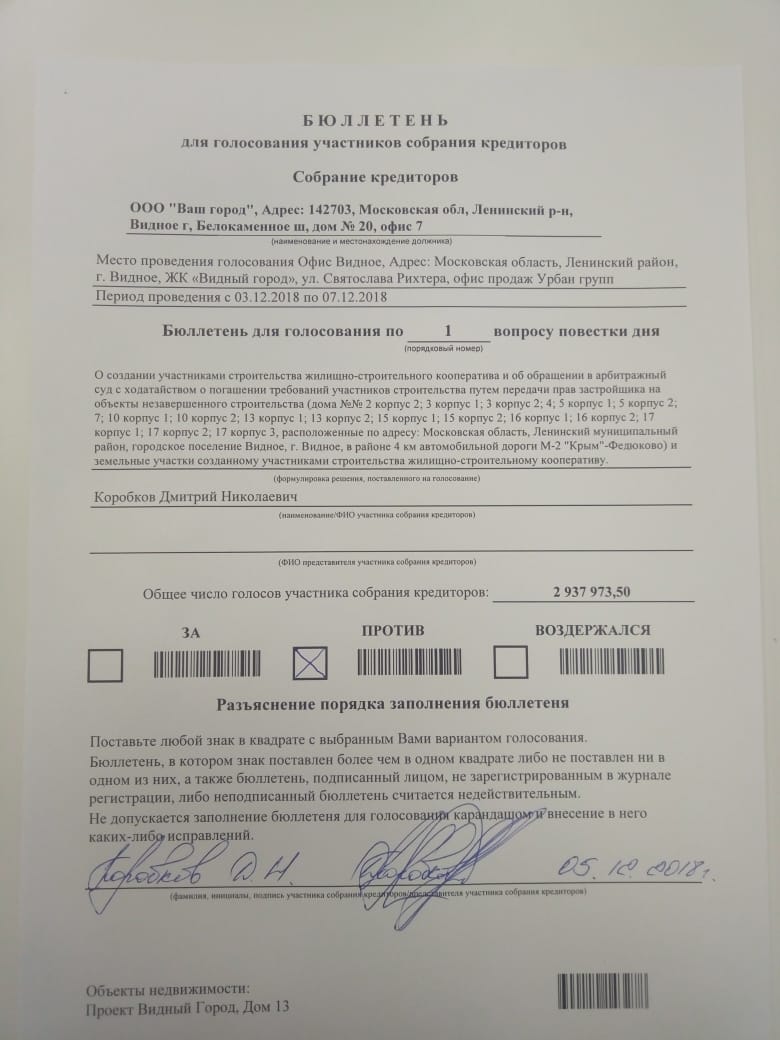 БЮЛЛЕТЕНЬ
для голосования участников собрания кредиторов
Собрание кредиторов
ООО "Ваш город", Адрес: 142703, Московская обл, Ленинский р-н,
Видное г, Белокаменное ш, дом № 20, офис 7
(наименование и местонахождение должника)
Место проведения голосования Офис Видное, Адрес: Московская область, Ленинский район,
г. Видное, ЖК «Видный город», ул. Святослава Рихтера, офис продаж Урбан групп
Период проведения с 03.12.2018 по 07.12.2018
Бюллетень для голосования по 1 вопросу повестки дня
(порядковый номер)
О создании участниками строительства жилищно-строительного кооператива и об обращении в арбитражный
суд с ходатайством о погашении требований участников строительства путем передачи прав застройщика на
объекты незавершенного строительства (дома №№ 2 корпус 2; 3 корпус 1; 3 корпус 2; 4; 5 корпус 1; 5 корпус 2;
7; 10 корпус 1; 10 корпус 2; 13 корпус 1; 13 корпус 2; 15 корпус 1; 15 корпус 2; 16 корпус 1; 16 корпус 2; 17
корпус 1; 17 корпус 2; 17 корпус 3, расположенные по адресу: Московская область, Ленинский муниципальный
район, городское поселение Видное, г. Видное, в районе 4 км автомобильной дороги М-2 "Крым"-Федюково) и
земельные участки созданному участниками строительства жилищно-строительному кооперативу.
(формулировка решения, поставленного на голосование)
Коробков Дмитрий Николаевич
(наименование/ФИО участника собрания кредиторов)
(ФИО представителя участника собрания кредиторов)
Общее число голосов участника собрания кредиторов: 2 937 973,50
ЗА ПРОТИВ ВОЗДЕРЖАЛСЯ
Разъяснение порядка заполнения бюллетеня
Поставьте любой знак в квадрате с выбранным Вами вариантом голосования.
Бюллетень, в котором знак поставлен более чем в одном квадрате либо не поставлен ни в
одном из них, а также бюллетень, подписанный лицом, не зарегистрированным в журнале
регистрации, либо неподписанный бюллетень считается недействительным.
Не допускается заполнение бюллетеня для голосования карандашом и внесение в него
каких-либо исправлений.
Коробков Д Н. 05.12.2018г.
(фамилия, инициалы, подпись участника собрания кредиторов/представителя участника собрания кредиторов)
Объекты недвижимости:
Проект Видный Город, Дом 13